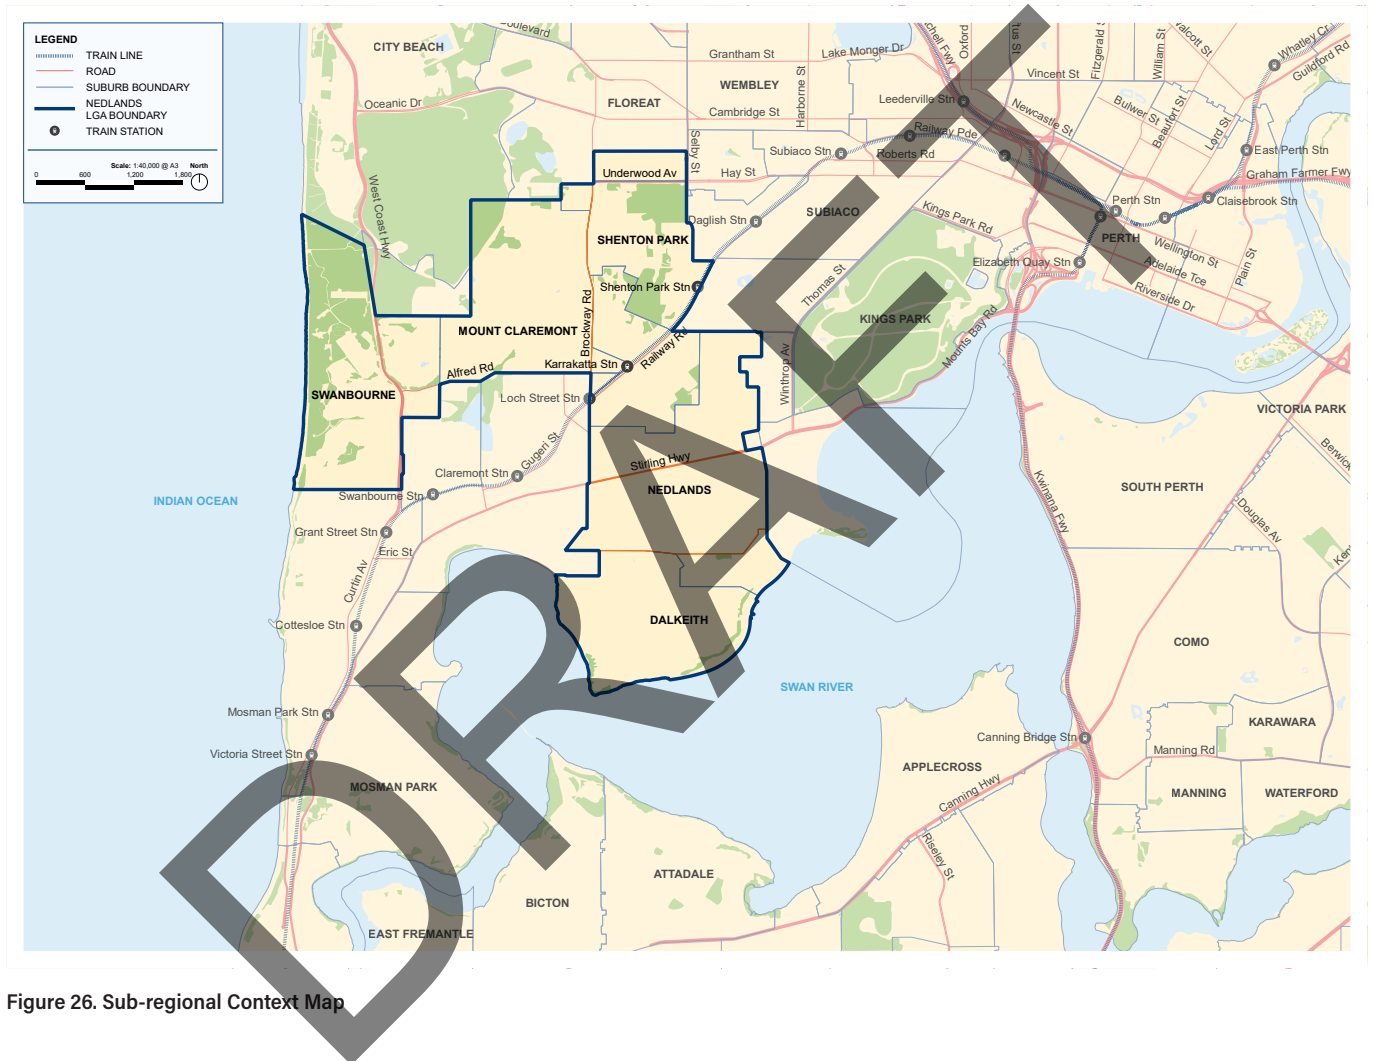 LEGEND
TRAIN LINE
ROAD
SUBURB BOUNDARY
NEDLANDS
LGA BOUNDARY
TRAIN STATION
Scale: 1:40,000 @ A3
North
0 600 1,200 1,800
CITY BEACH
Boulevard
Grantham St
Lake Monger Dr
WEMBLEY
Harborne St
FLOREAT
Cambridge St
Oceanic Dr
West Coast Hwy
Selby St
Underwood Av
Hay St
Subiaco Stn
Leederville Stn
Railway Pde
Roberts Rd
Oxford
Vincent St
Fitzgerald S
William St
Walcott St
Whatley Cr
Guildford Rd
Newcastle St
Bulwer St
Beaufort St
Lord St
East Perth Stn
Graham Farmer Fwy
Claisebrook Stn
Perth Stn
PERTH
Wellington St
Adelaide Tce
Riverside Dr
Plain St
Elizabeth Quay Stn
Kings Park Rd
SUBIACO
Daglish Stn
SHENTON PARK
Shenton Park Stn
Thomas St
KINGS PARK
Mounts Bay Rd
Winthrop Av
MOUNT CLAREMONT
Brockway Rd
Railway Rd
Karrakatta Stn
Alfred Rd
Loch Street Stn
SWANBOURNE
Gugeri St
Claremont Stn
Swanbourne Stn
Stirling Hwy
NEDLANDS
INDIAN OCEAN
Grant Street Stn
Eric St
Curtin Av
Cottesloe Stn
DALKEITH
SWAN RIVER
Kwinana Fwy
VICTORIA PARK
Berwick
SOUTH PERTH
Douglas Av
Kent
COMO
Mosman Park Stn
Victoria Street Stn
MOSMAN PARK
KARAWARA
Canning Bridge Stn
Manning Rd
APPLECROSS
Canning Hwy
MANNING
WATERFORD
Riseley St
ATTADALE
BICTON
EAST FREMANTLE
DRAFT
Figure 26. Sub-regional Context Map